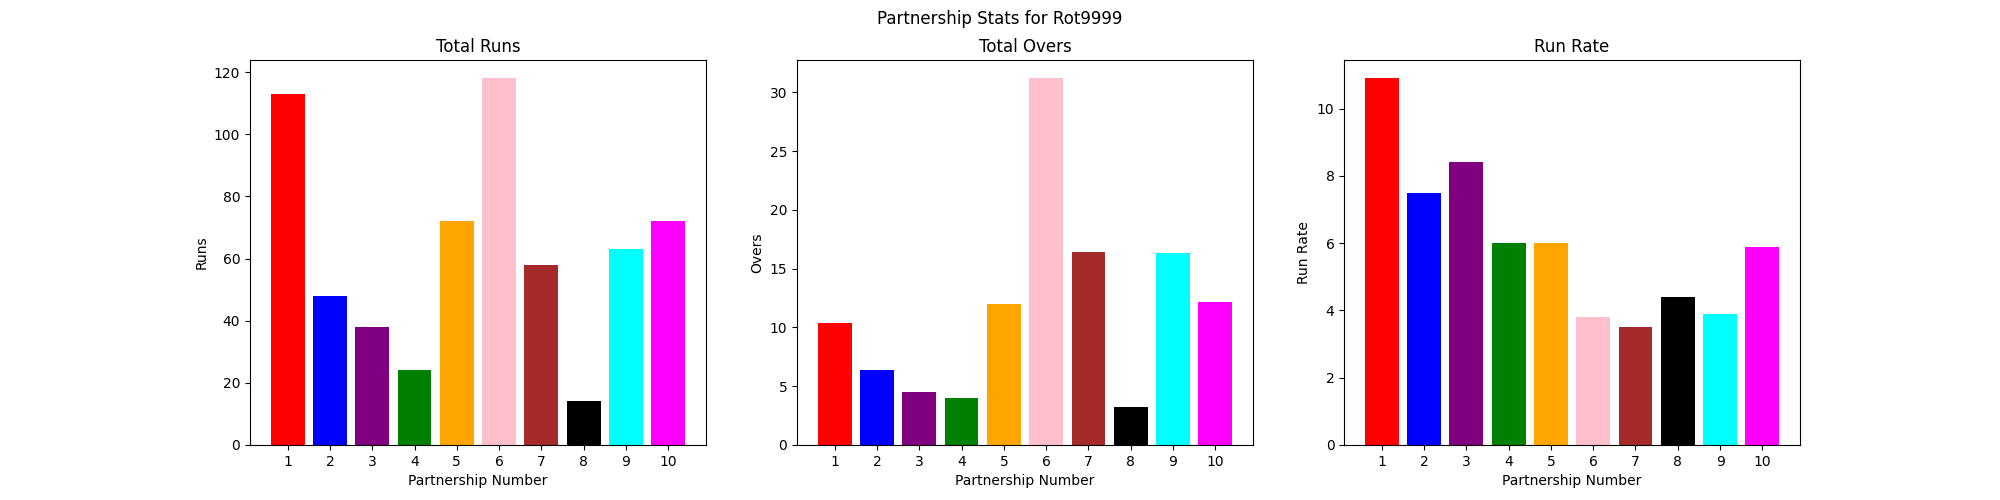 Partnership Stats for Rot9999
Total Runs
Runs
120
100
80
60
40
20
0
1 2 3 4 5 6 7 8 9 10
Partnership Number
Total Overs
Overs
30
25
20
15
10
5
0
1 2 3 4 5 6 7 8 9 10
Partnership Number
Run Rate
Run Rate
10
8
6
4
2
0
1 2 3 4 5 6 7 8 9 10
Partnership Number